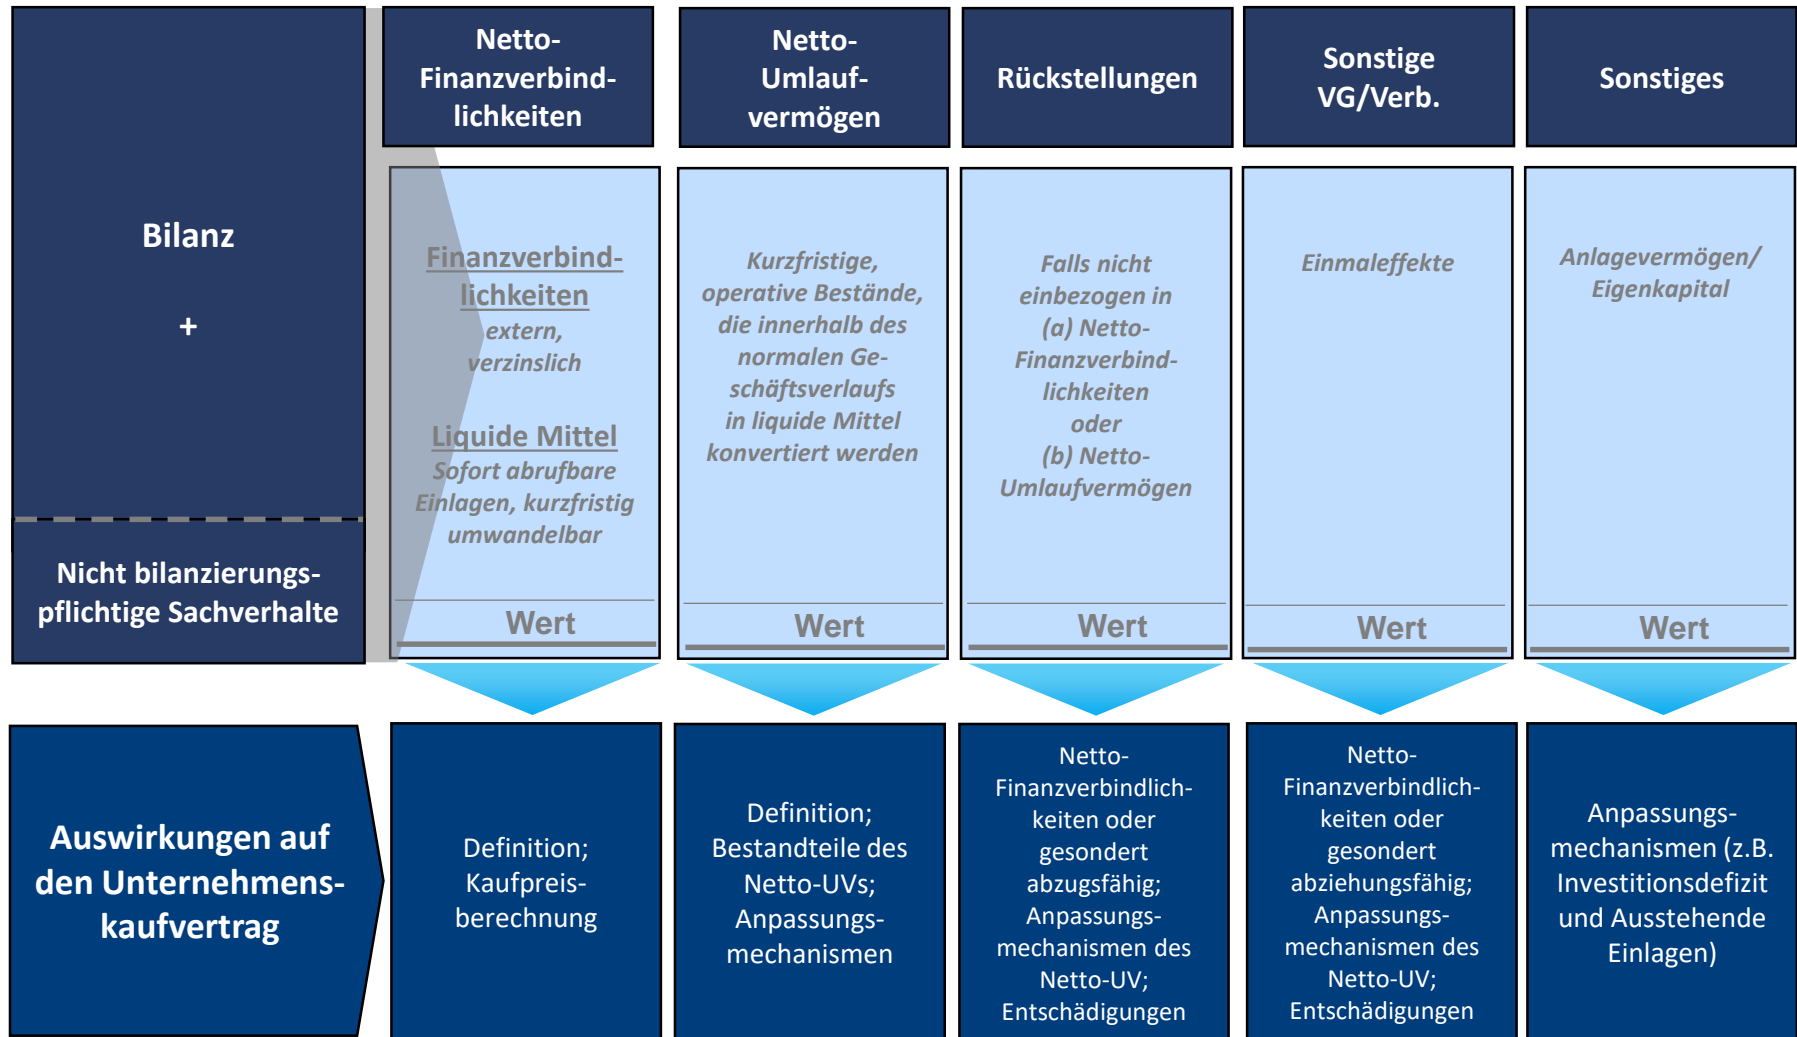 Netto-
Finanzverbind-
lichkeiten
Netto-
Umlauf-
vermögen
Rückstellungen
Sonstige
VG/Verb.
Sonstiges
Bilanz
+
Nicht bilanzierungs-
pflichtige Sachverhalte
Finanzverbind-
lichkeiten
extern,
verzinslich
Liquide Mittel
Sofort abrufbare
Einlagen, kurzfristig
umwandelbar
Wert
Kurzfristige,
operative Bestände,
die innerhalb des
normalen Ge-
schäftsverlaufs
in liquide Mittel
konvertiert werden
Wert
Falls nicht
einbezogen in
(a) Netto-
Finanzverbind-
lichkeiten
oder
(b) Netto-
Umlaufvermögen
Wert
Einmaleffekte
Wert
Anlagevermögen/
Eigenkapital
Wert
Auswirkungen auf
den Unternehmens-
kaufvertrag
Definition;
Kaufpreis-
berechnung
Definition;
Bestandteile des
Netto-UVs;
Anpassungs-
mechanismen
Netto-
Finanzverbindlich-
keiten oder
gesondert
abzugsfähig;
Anpassungs-
mechanismen des
Netto-UV;
Entschädigungen
Netto-
Finanzverbindlich-
keiten oder
gesondert
abziehungsfähig;
Anpassungs-
mechanismen des
Netto-UV;
Entschädigungen
Anpassungs-
mechanismen (z.B.
Investitionsdefizit
und Ausstehende
Einlagen)